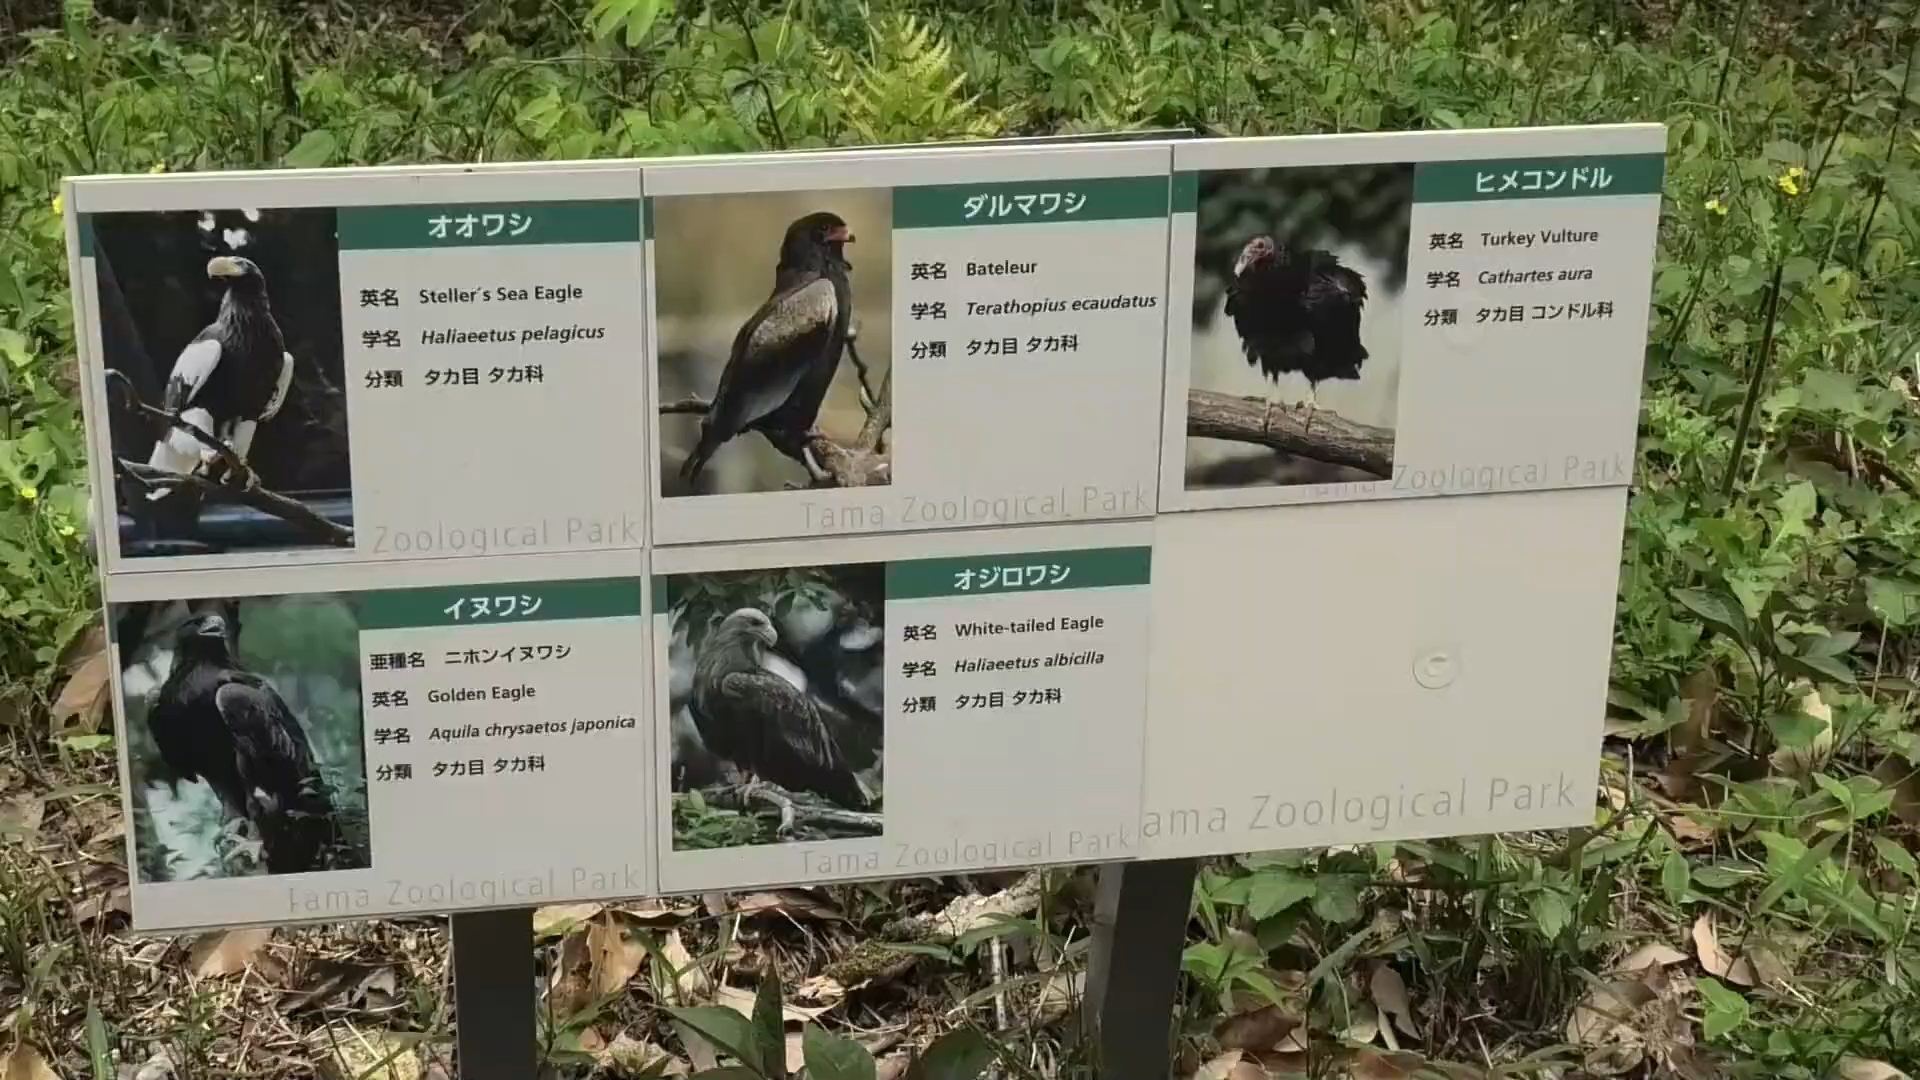 オオワシ
英名 Steller's Sea Eagle
学名 Haliaeetus pelagicus
分類 タカ目 タカ科
Zoological Park
ダルマワシ
英名 Bateleur
学名 Terathopius ecaudatus
分類 タカ目 タカ科
Tama Zoological Park
ヒメコンドル
英名 Turkey Vulture
学名 Cathartes aura
分類 タカ目 コンドル科
Tama Zoological Park
イヌワシ
亜種名 ニホンイヌワシ
英名 Golden Eagle
学名 Aquila chrysaetos japonica
分類 タカ目 タカ科
Tama Zoological Park
オジロワシ
英名 White-tailed Eagle
学名 Haliaeetus albicilla
分類 タカ目 タカ科
Tama Zoological Park
ama Zoological Park